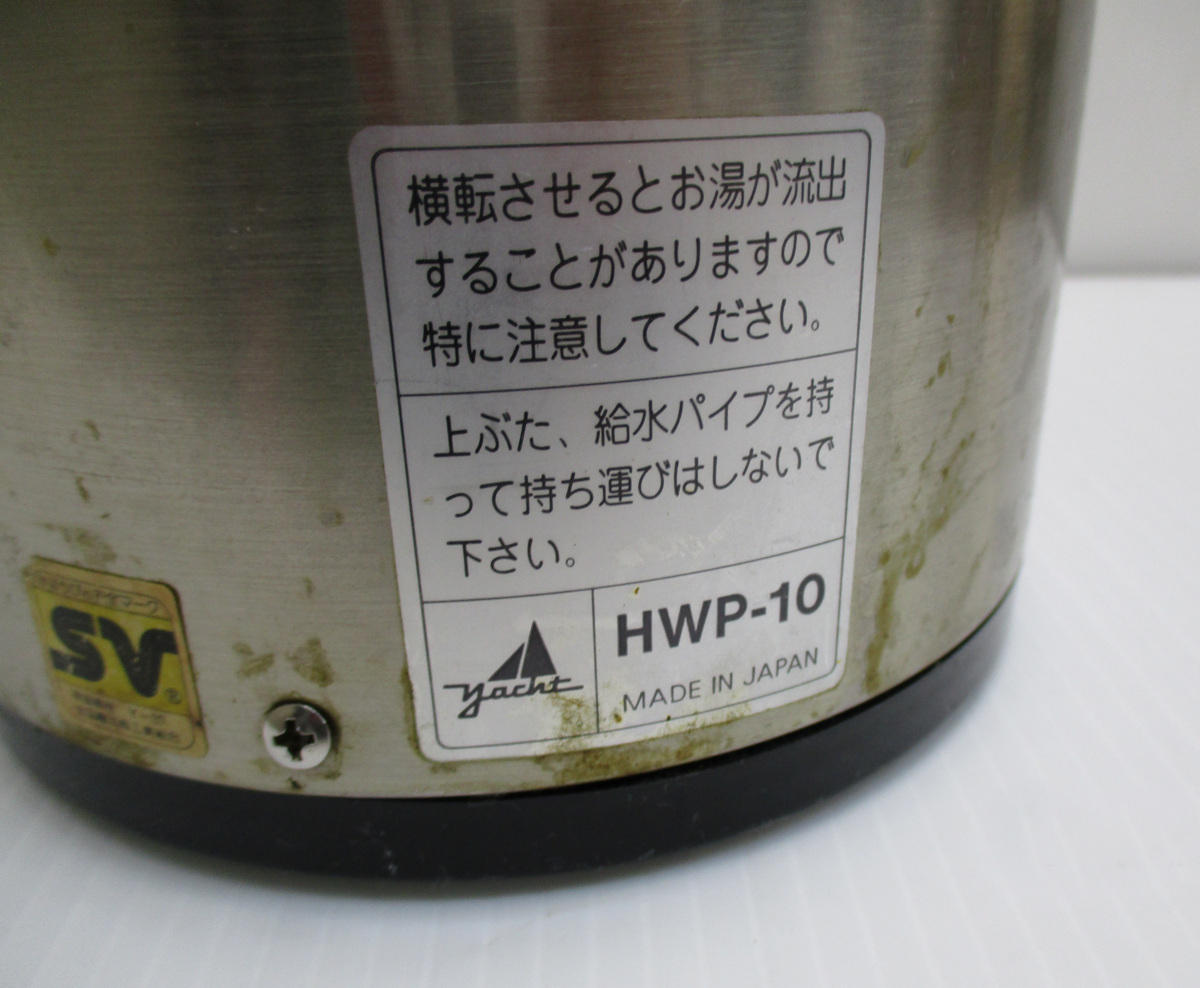 横転させるとお湯が流出
することがありますので
特に注意してください。
上ぶた、給水パイプを持
って持ち運びはしないで
下さい。
yacht
HWP-10
MADE IN JAPAN
SV
®